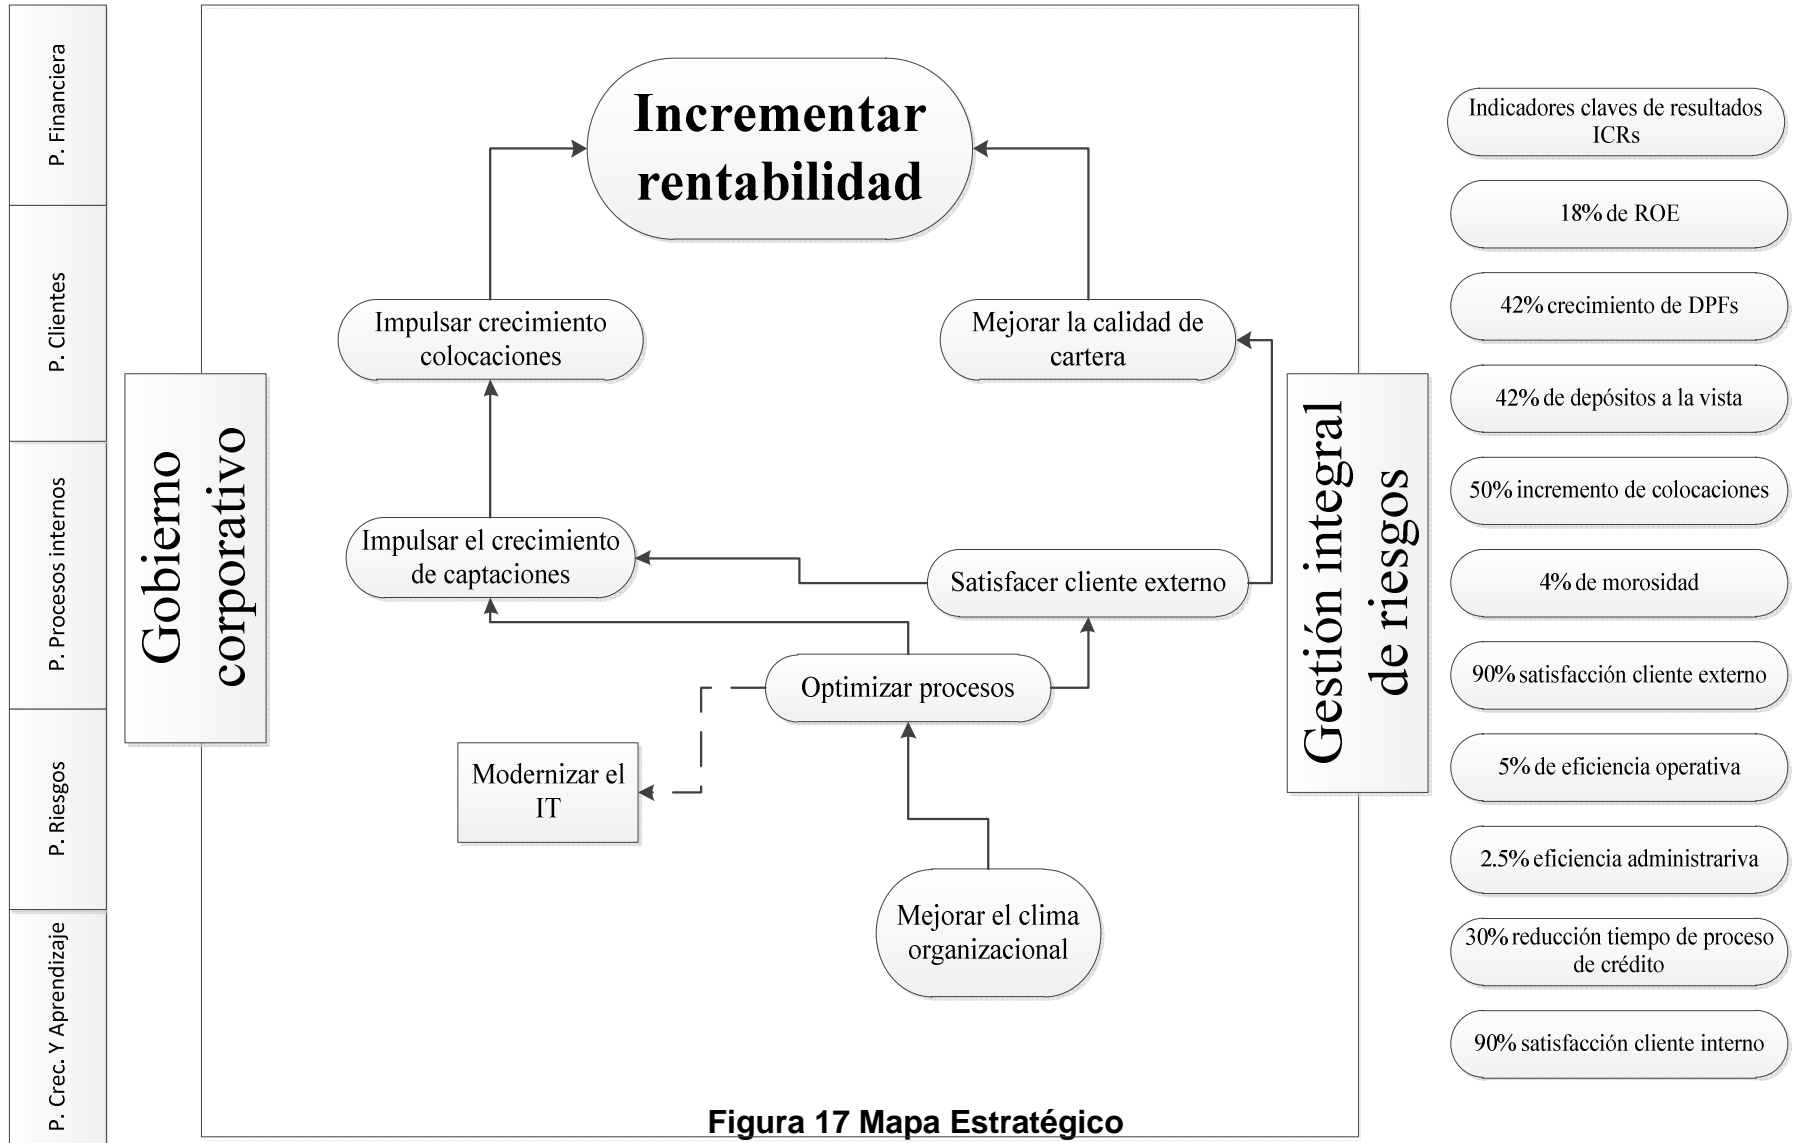 P. Financiera
P. Clientes
P. Procesos internos
P. Riesgos
P. Crec. Y Aprendizaje
Gobierno
corporativo
Incrementar
rentabilidad
Impulsar crecimiento
colocaciones
Mejorar la calidad de
cartera
Impulsar el crecimiento
de captaciones
Satisfacer cliente externo
Optimizar procesos
Modernizar el
IT
Mejorar el clima
organizacional
Gestión integral
de riesgos
Indicadores claves de resultados
ICRs
18% de ROE
42% crecimiento de DPFs
42% de depósitos a la vista
50% incremento de colocaciones
4% de morosidad
90% satisfacción cliente externo
5% de eficiencia operativa
2.5% eficiencia administrariva
30% reducción tiempo de proceso
de crédito
90% satisfacción cliente interno
Figura 17 Mapa Estratégico